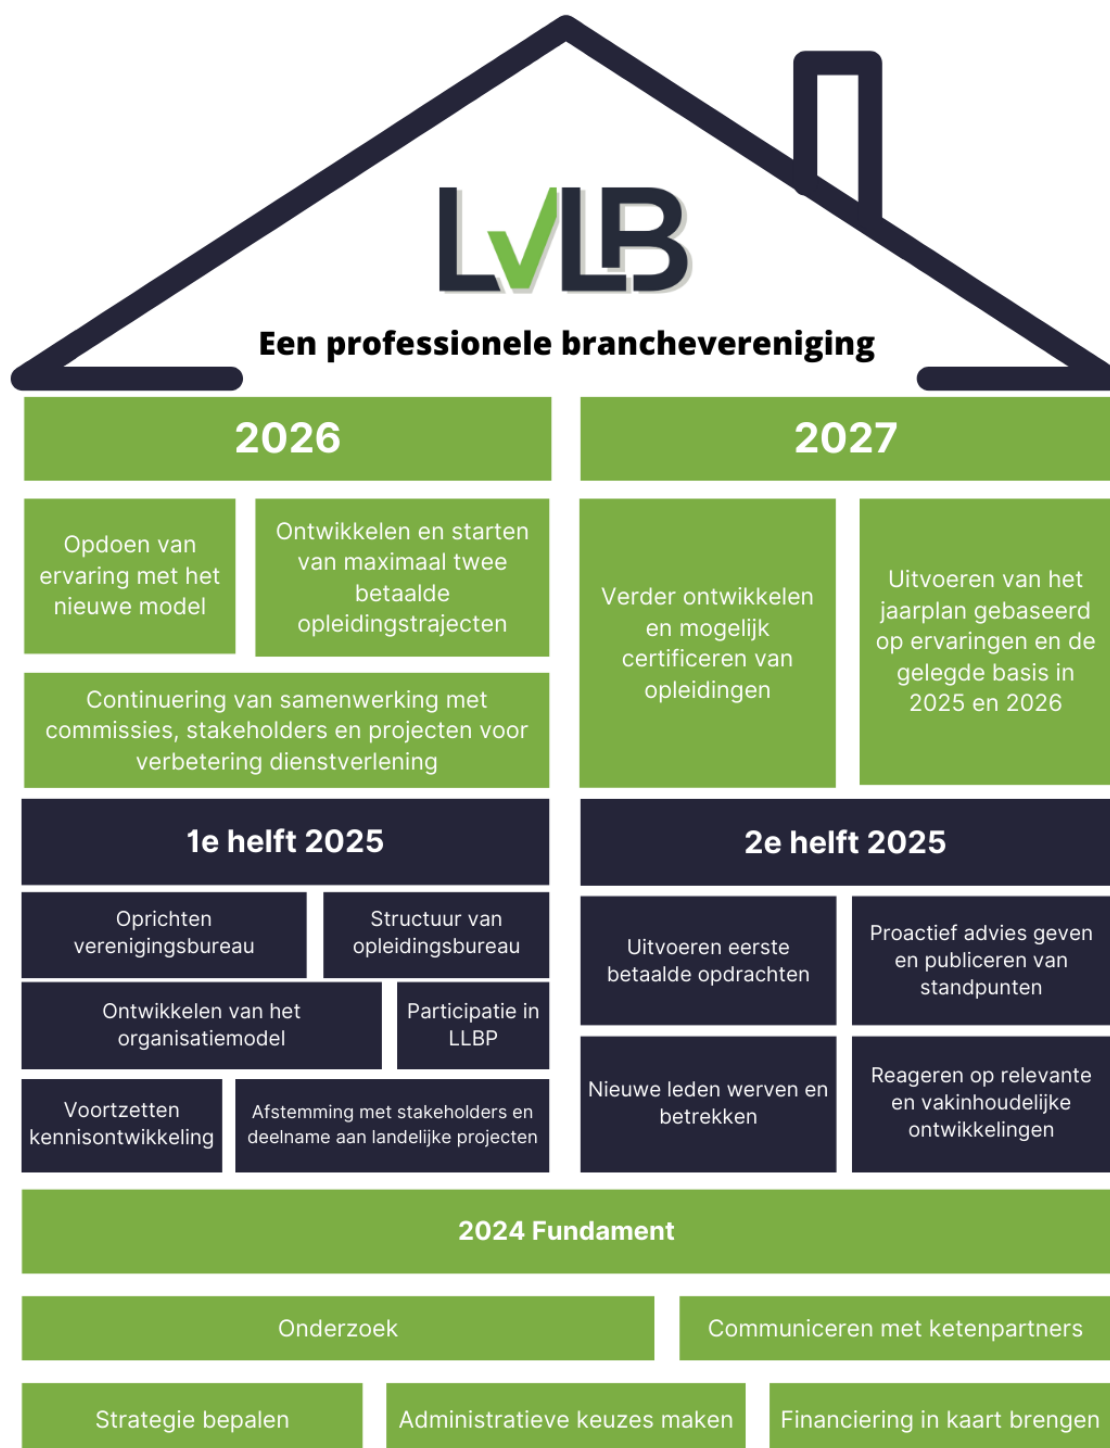 LVLB
Een professionele branchevereniging
2026
2027
Opdoen van
ervaring met het
nieuwe model
Ontwikkelen en starten
van maximaal twee
betaalde
opleidingstrajecten
Continuering van samenwerking met
commissies, stakeholders en projecten voor
verbetering dienstverlening
Verder ontwikkelen
en mogelijk
certificeren van
opleidingen
Uitvoeren van het
jaarplan gebaseerd
op ervaringen en de
gelegde basis in
2025 en 2026
1e helft 2025
2e helft 2025
Oprichten
verenigingsbureau
Structuur van
opleidingsbureau
Ontwikkelen van het
organisatiemodel
Participatie in
LLBP
Voortzetten
kennisontwikkeling
Afstemming met stakeholders en
deelname aan landelijke projecten
Uitvoeren eerste
betaalde opdrachten
Proactief advies geven
en publiceren van
standpunten
Nieuwe leden werven en
betrekken
Reageren op relevante
en vakinhoudelijke
ontwikkelingen
2024 Fundament
Onderzoek
Communiceren met ketenpartners
Strategie bepalen
Administratieve keuzes maken
Financiering in kaart brengen